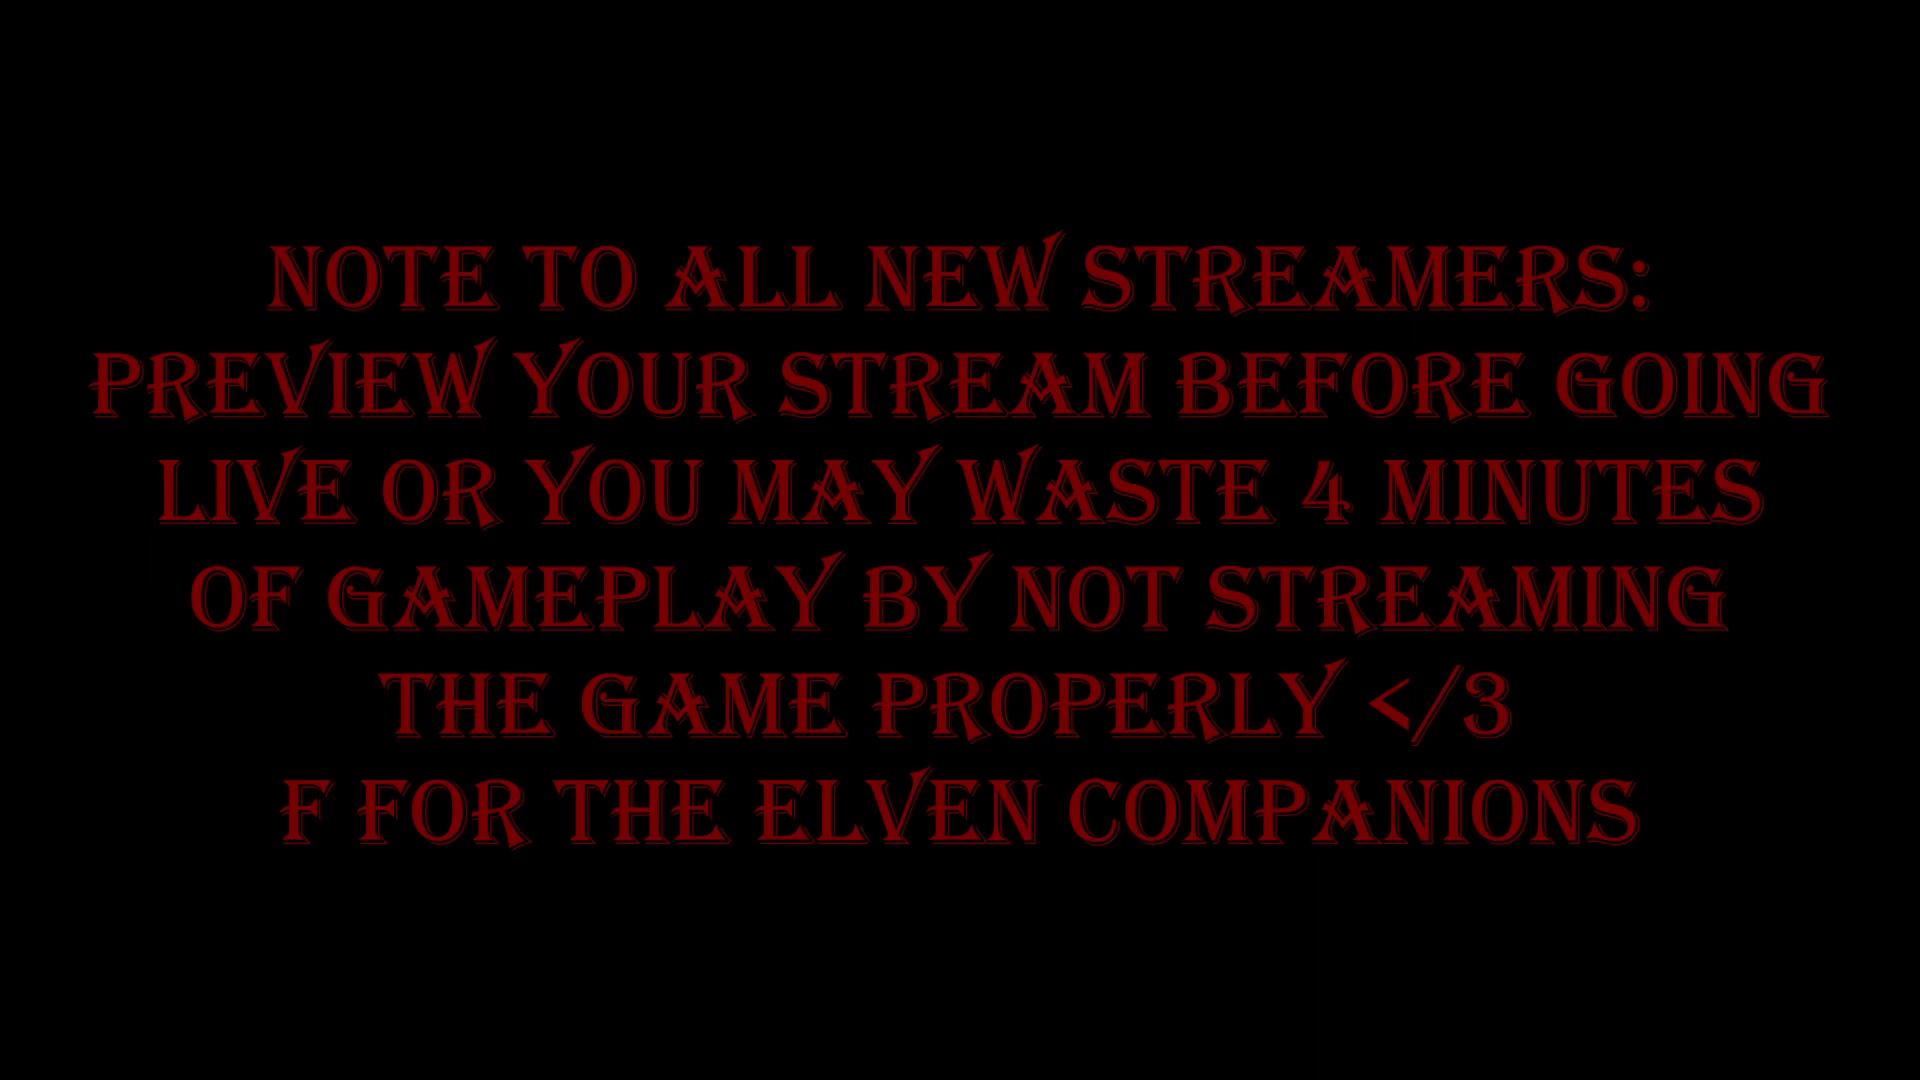 NOTE TO ALL NEW STREAMERS:
PREVIEW YOUR STREAM BEFORE GOING
LIVE OR YOU MAY WASTE 4 MINUTES
OF GAMEPLAY BY NOT STREAMING
THE GAME PROPERLY </3
F FOR THE ELVEN COMPANIONS